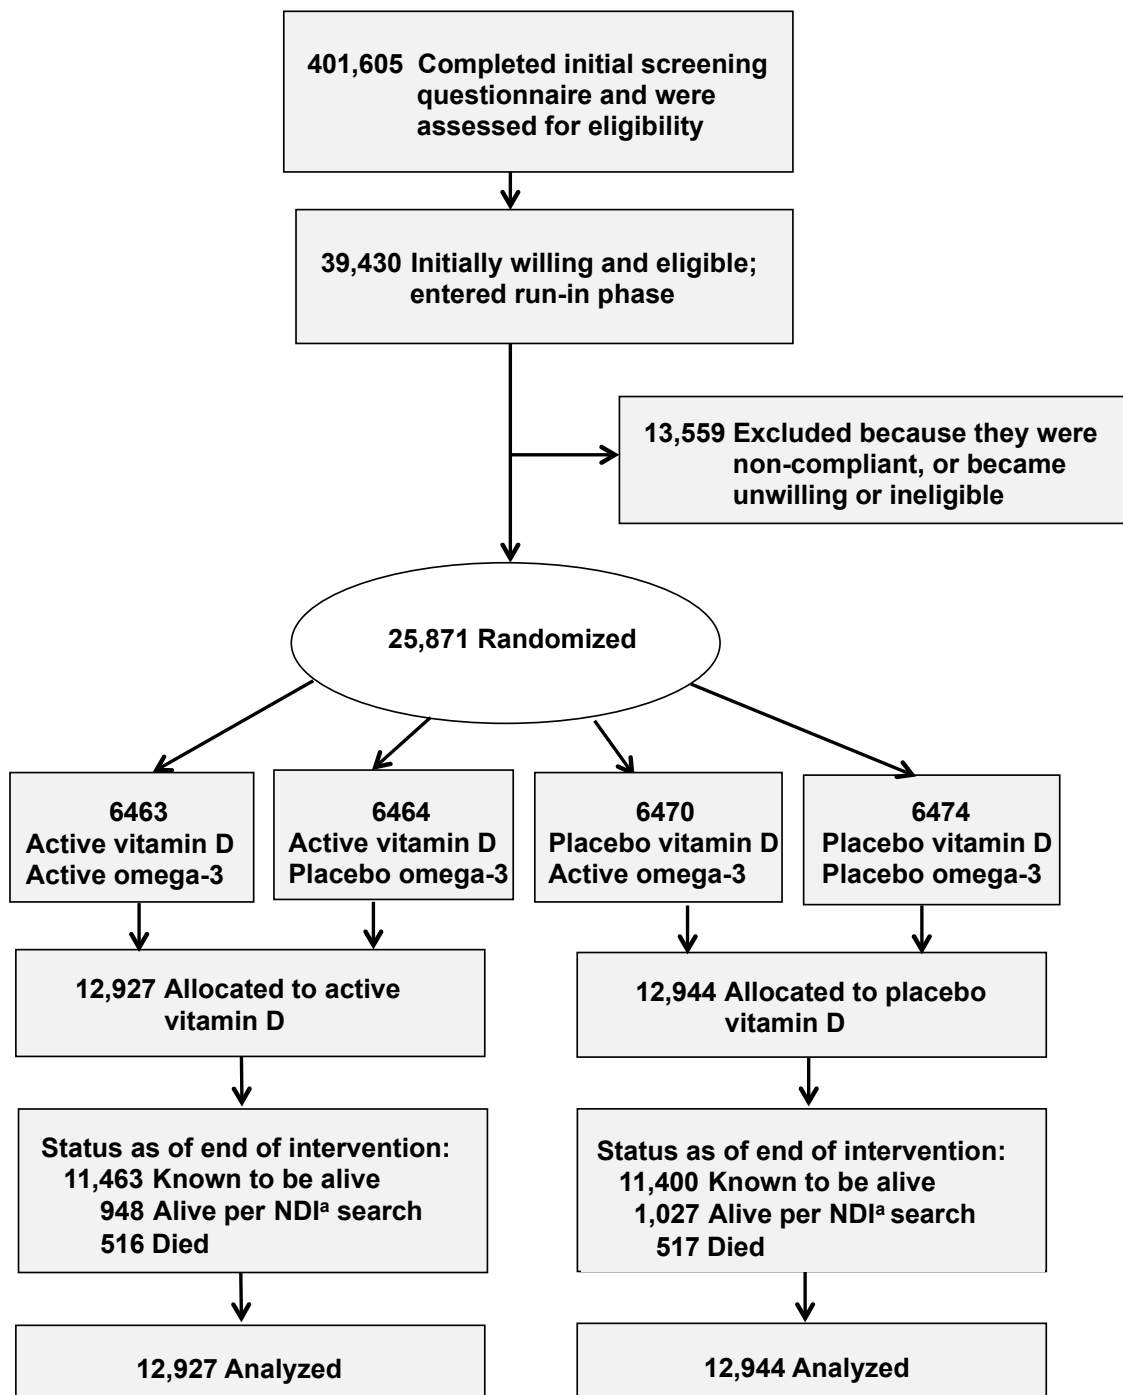 401,605 Completed initial screening
questionnaire and were
assessed for eligibility
39,430 Initially willing and eligible;
entered run-in phase
13,559 Excluded because they were
non-compliant, or became
unwilling or ineligible
25,871 Randomized
6463
Active vitamin D
Active omega-3
6464
Active vitamin D
Placebo omega-3
6470
Placebo vitamin D
Active omega-3
6474
Placebo vitamin D
Placebo omega-3
12,927 Allocated to active
vitamin D
12,944 Allocated to placebo
vitamin D
Status as of end of intervention:
11,463 Known to be alive
948 Alive per NDIᵃ search
516 Died
Status as of end of intervention:
11,400 Known to be alive
1,027 Alive per NDIᵃ search
517 Died
12,927 Analyzed
12,944 Analyzed